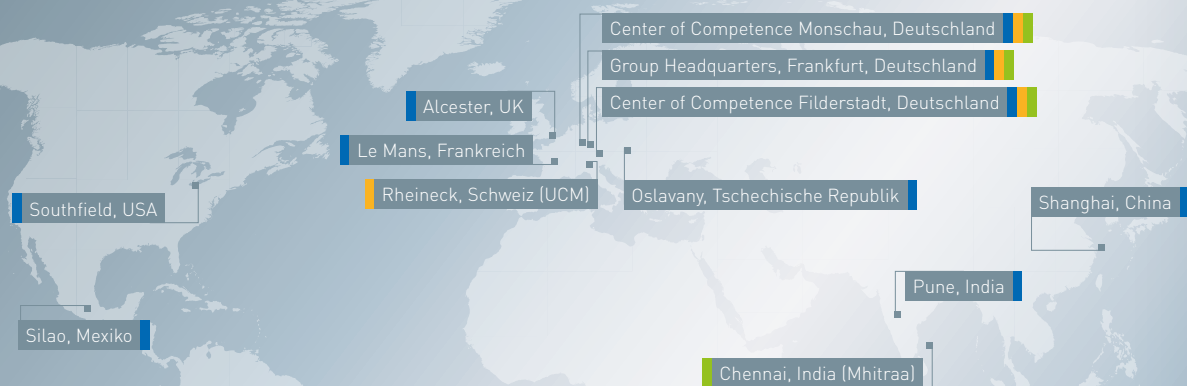 Center of Competence Monschau, Deutschland
Group Headquarters, Frankfurt, Deutschland
Center of Competence Filderstadt, Deutschland
Alcester, UK
Le Mans, Frankreich
Rheineck, Schweiz (UCM)
Oslavany, Tschechische Republik
Southfield, USA
Shanghai, China
Pune, India
Silao, Mexiko
Chennai, India (Mhitraa)